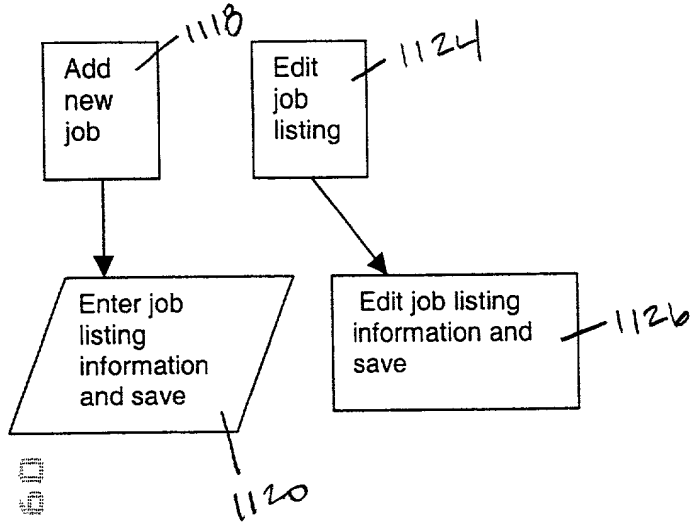 1118
Add
new
job
1124
Edit
job
listing
Enter job
listing
information
and save
1120
Edit job listing
information and
save
1126